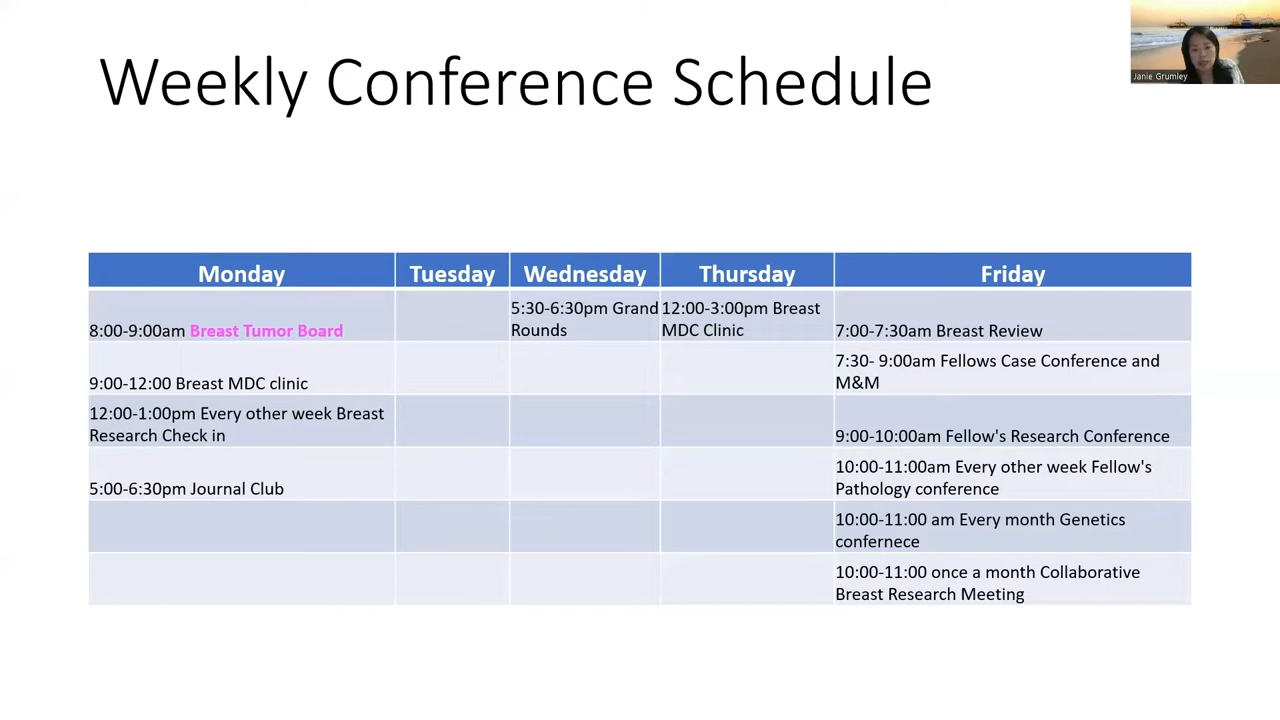 Weekly Conference Schedule
Janie Grumley
Monday
Tuesday
Wednesday
Thursday
Friday
8:00-9:00am Breast Tumor Board
5:30-6:30pm Grand
Rounds
12:00-3:00pm Breast
MDC Clinic
7:00-7:30am Breast Review
9:00-12:00 Breast MDC clinic
7:30- 9:00am Fellows Case Conference and
M&M
12:00-1:00pm Every other week Breast
Research Check in
9:00-10:00am Fellow's Research Conference
5:00-6:30pm Journal Club
10:00-11:00am Every other week Fellow's
Pathology conference
10:00-11:00 am Every month Genetics
confernece
10:00-11:00 once a month Collaborative
Breast Research Meeting